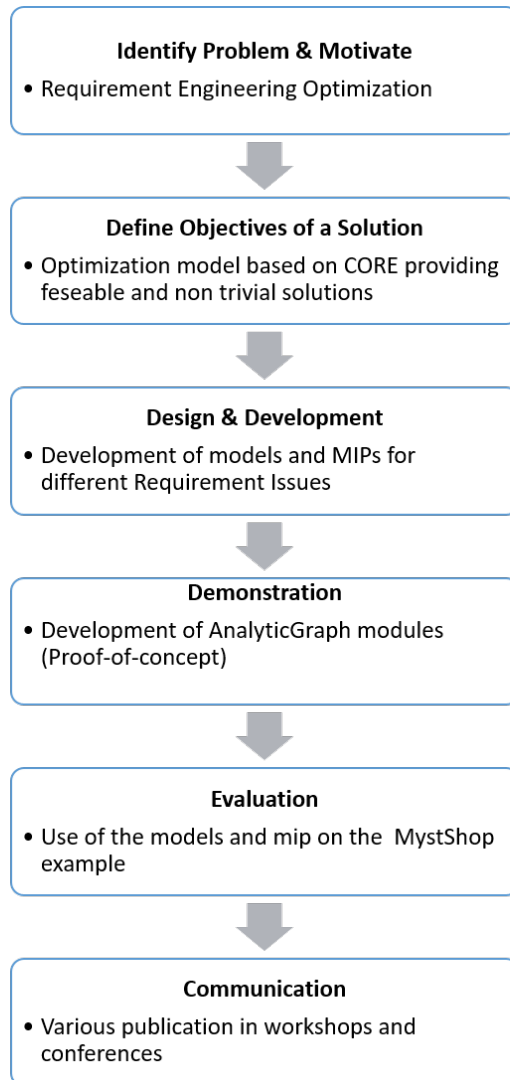 Identify Problem & Motivate
• Requirement Engineering Optimization
Define Objectives of a Solution
• Optimization model based on CORE providing
feseable and non trivial solutions
Design & Development
• Development of models and MIPs for
different Requirement Issues
Demonstration
• Development of AnalyticGraph modules
(Proof-of-concept)
Evaluation
• Use of the models and mip on the MystShop
example
Communication
• Various publication in workshops and
conferences